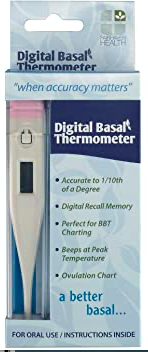 HEALTH
Digital Basal
Thermometer
"when accuracy matters"
Digital Basal
Thermometer
• Accurate to 1/10th
of a Degree
• Digital Recall Memory
• Perfect for BBT
Charting
• Beeps at Peak
Temperature
• Ovulation Chart
a better
basal...
FOR ORAL USE / INSTRUCTIONS INSIDE